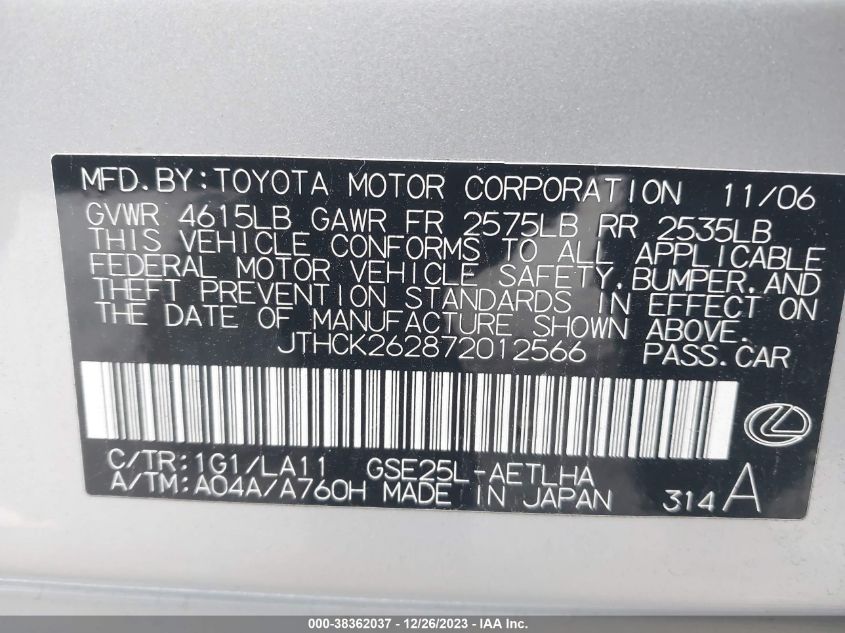 MFD.BY:TOYOTA MOTOR CORPORATION 11/06
GVWR 4615LB GAWR FR 2575LB RR 2535LB
THIS VEHICLE CONFORMS TO ALL APPLICABLE
FEDERAL MOTOR VEHICLE SAFETY,BUMPER,AND
THEFT PREVENTION STANDARDS IN EFFECT ON
THE DATE OF MANUFACTURE SHOWN ABOVE.
JTHCK262872012566 PASS.CAR
C/TR:1G1/LA11 GSE25L-AETLHA
A/TM:A04A/A760H MADE IN JAPAN 314A
000-38362037 - 12/26/2023 - IAA Inc.